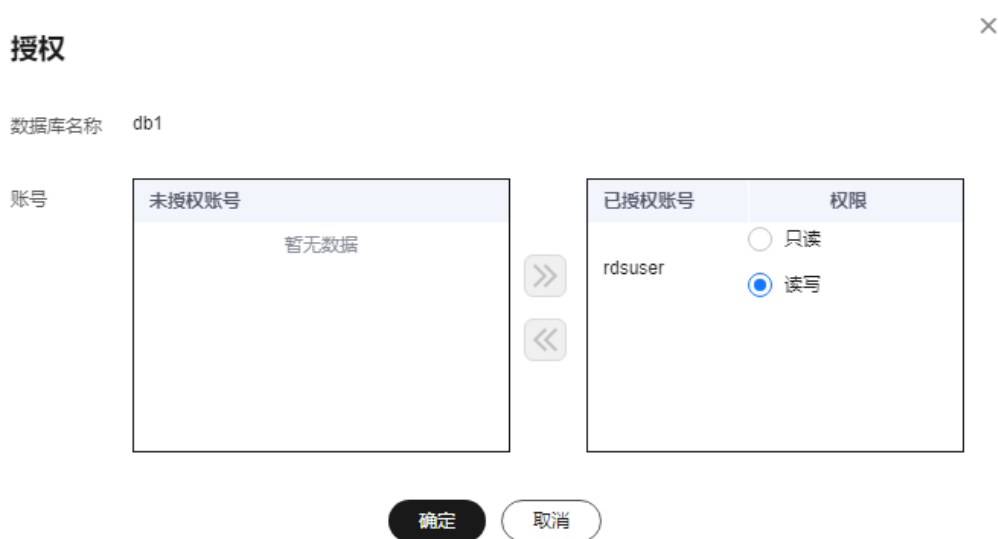 授权
数据库名称 db1
账号
未授权账号
暂无数据
已授权账号 权限
只读
rdsuser
读写
确定 取消